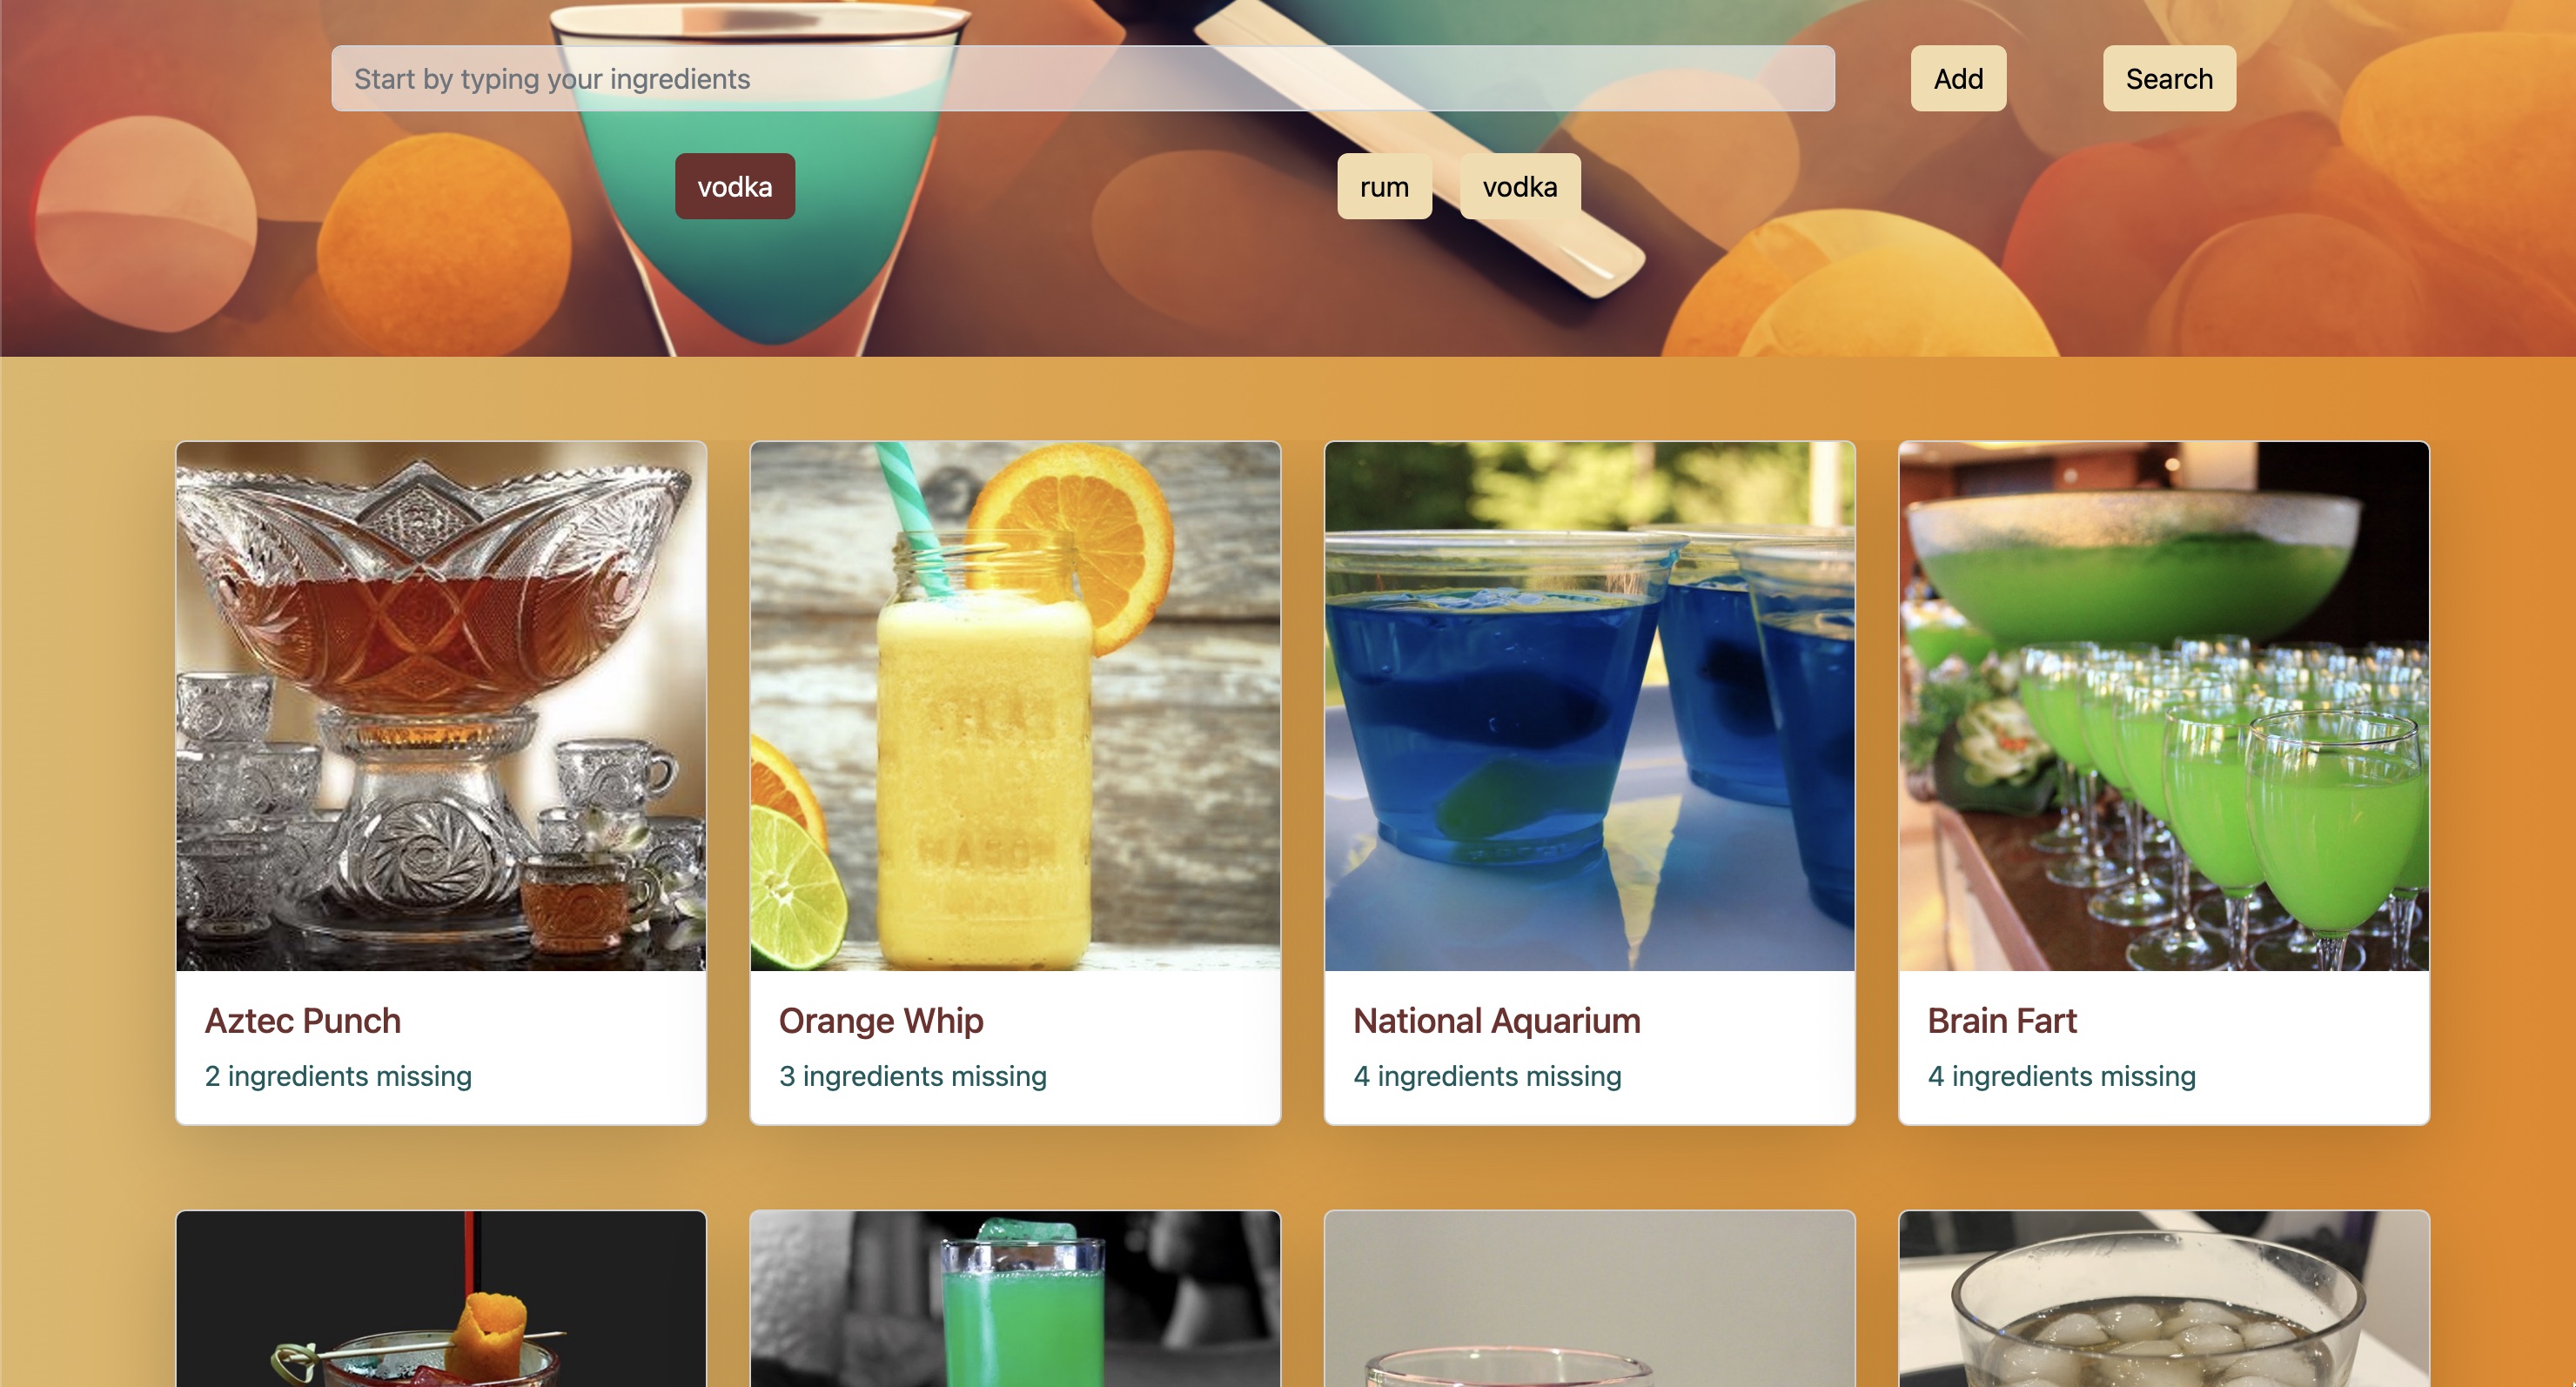 Start by typing your ingredients
Add
Search
vodka
rum
vodka
Aztec Punch
2 ingredients missing
Orange Whip
3 ingredients missing
National Aquarium
4 ingredients missing
Brain Fart
4 ingredients missing
MASON